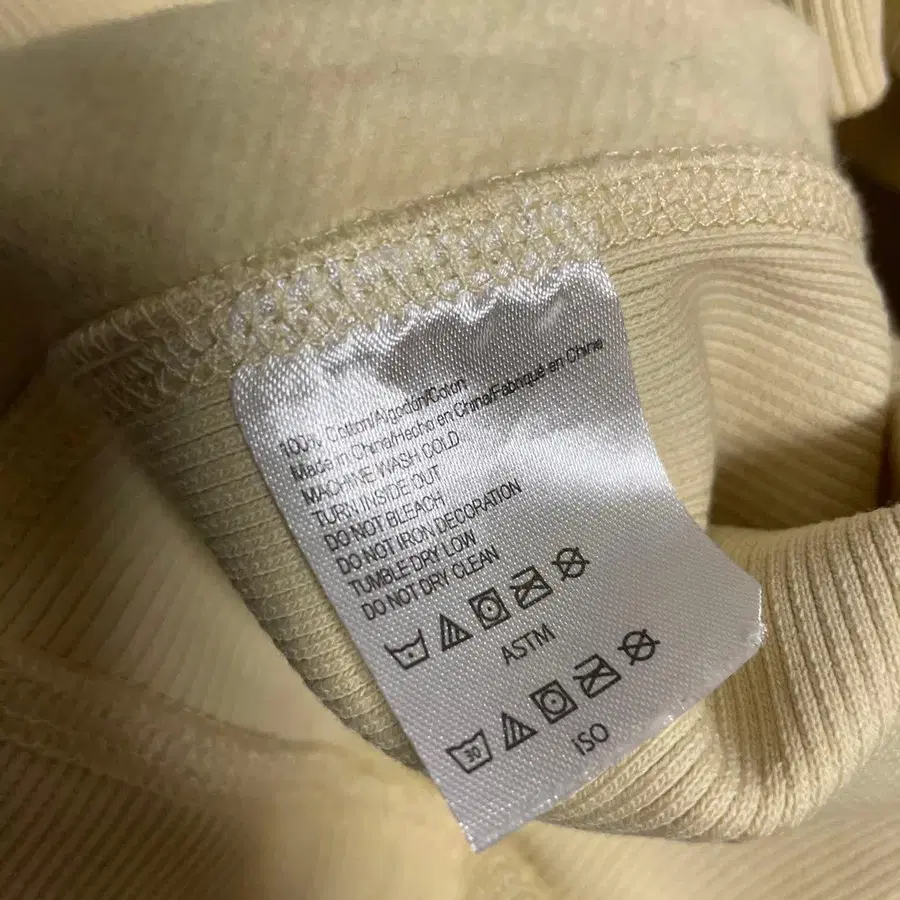 100% Cotton/Algodón/Coton
Made in China/Hecho en China/Fabriqué en Chine
MACHINE WASH COLD
TURN INSIDE OUT
DO NOT BLEACH
DO NOT IRON DECORATION
TUMBLE DRY LOW
DO NOT DRY CLEAN
ASTM
30
ISO